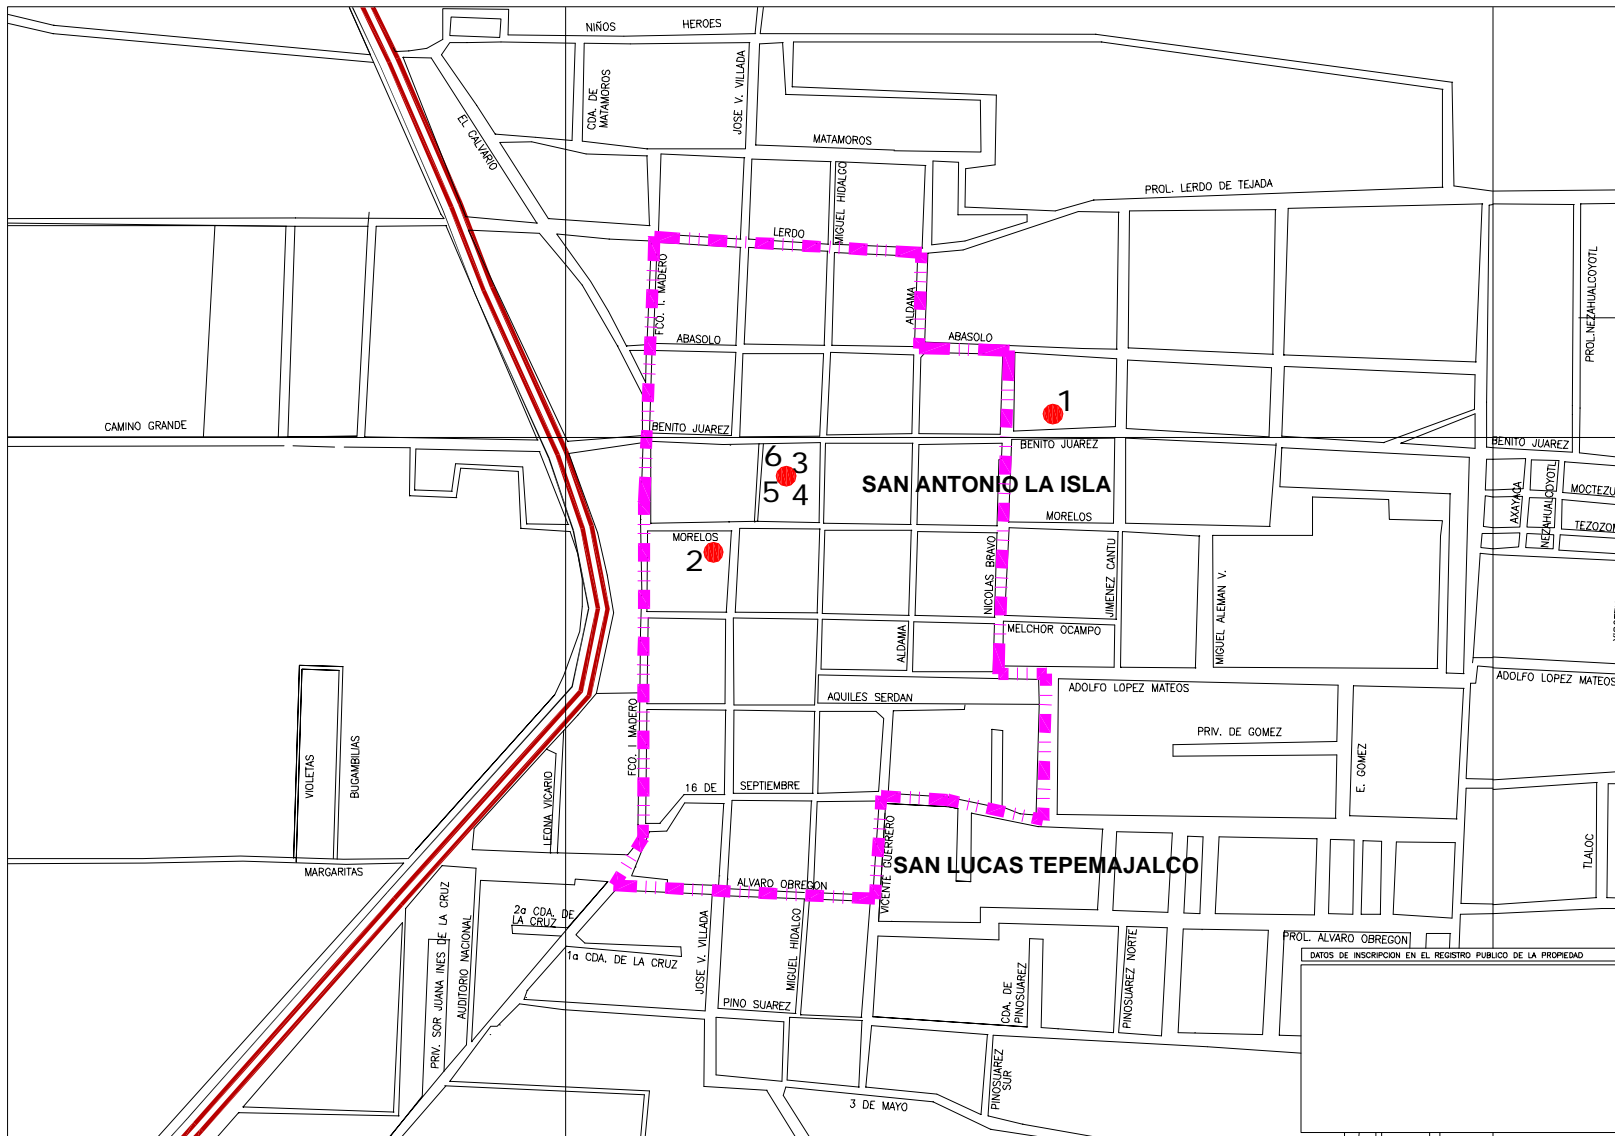 NIÑOS HEROES
CDA. DE
MATAMOROS
JOSE V. VILLADA
EL CALVARIO
MATAMOROS
MIGUEL HIDALGO
PROL. LERDO DE TEJADA
LERDO
PROL.NEZAHUALCOYOTL
FCO. I. MADERO
ALDAMA
ABASOLO
ABASOLO
1
CAMINO GRANDE
BENITO JUAREZ
BENITO JUAREZ
BENITO JUAREZ
6 3
5 4
SAN ANTONIO LA ISLA
AXAYACA
NEZAHUALCOYOTL
MOCTEZU
TEZOZOM
MORELOS
MORELOS
2
NICOLAS BRAVO
JIMENEZ CANTU
MIGUEL ALEMAN V.
MELCHOR OCAMPO
ALDAMA
ADOLFO LOPEZ MATEOS
ADOLFO LOPEZ MATEOS
AQUILES SERDAN
FCO. I MADERO
PRIV. DE GOMEZ
E. GOMEZ
VIOLETAS
BUGAMBILIAS
LEONA VICARIO
16 DE SEPTIEMBRE
VICENTE GUERRERO
TLALOC
MARGARITAS
SAN LUCAS TEPEMAJALCO
ALVARO OBREGON
PRIV. SOR JUANA INES DE LA CRUZ
AUDITORIO NACIONAL
2a CDA. DE
LA CRUZ
1a CDA. DE LA CRUZ
JOSE V. VILLADA
MIGUEL HIDALGO
PINO SUAREZ
CDA. DE
PINOSUAREZ
PINOSUAREZ NORTE
PROL. ALVARO OBREGON
DATOS DE INSCRIPCION EN EL REGISTRO PUBLICO DE LA PROPIEDAD
PINOSUAREZ
SUR
3 DE MAYO